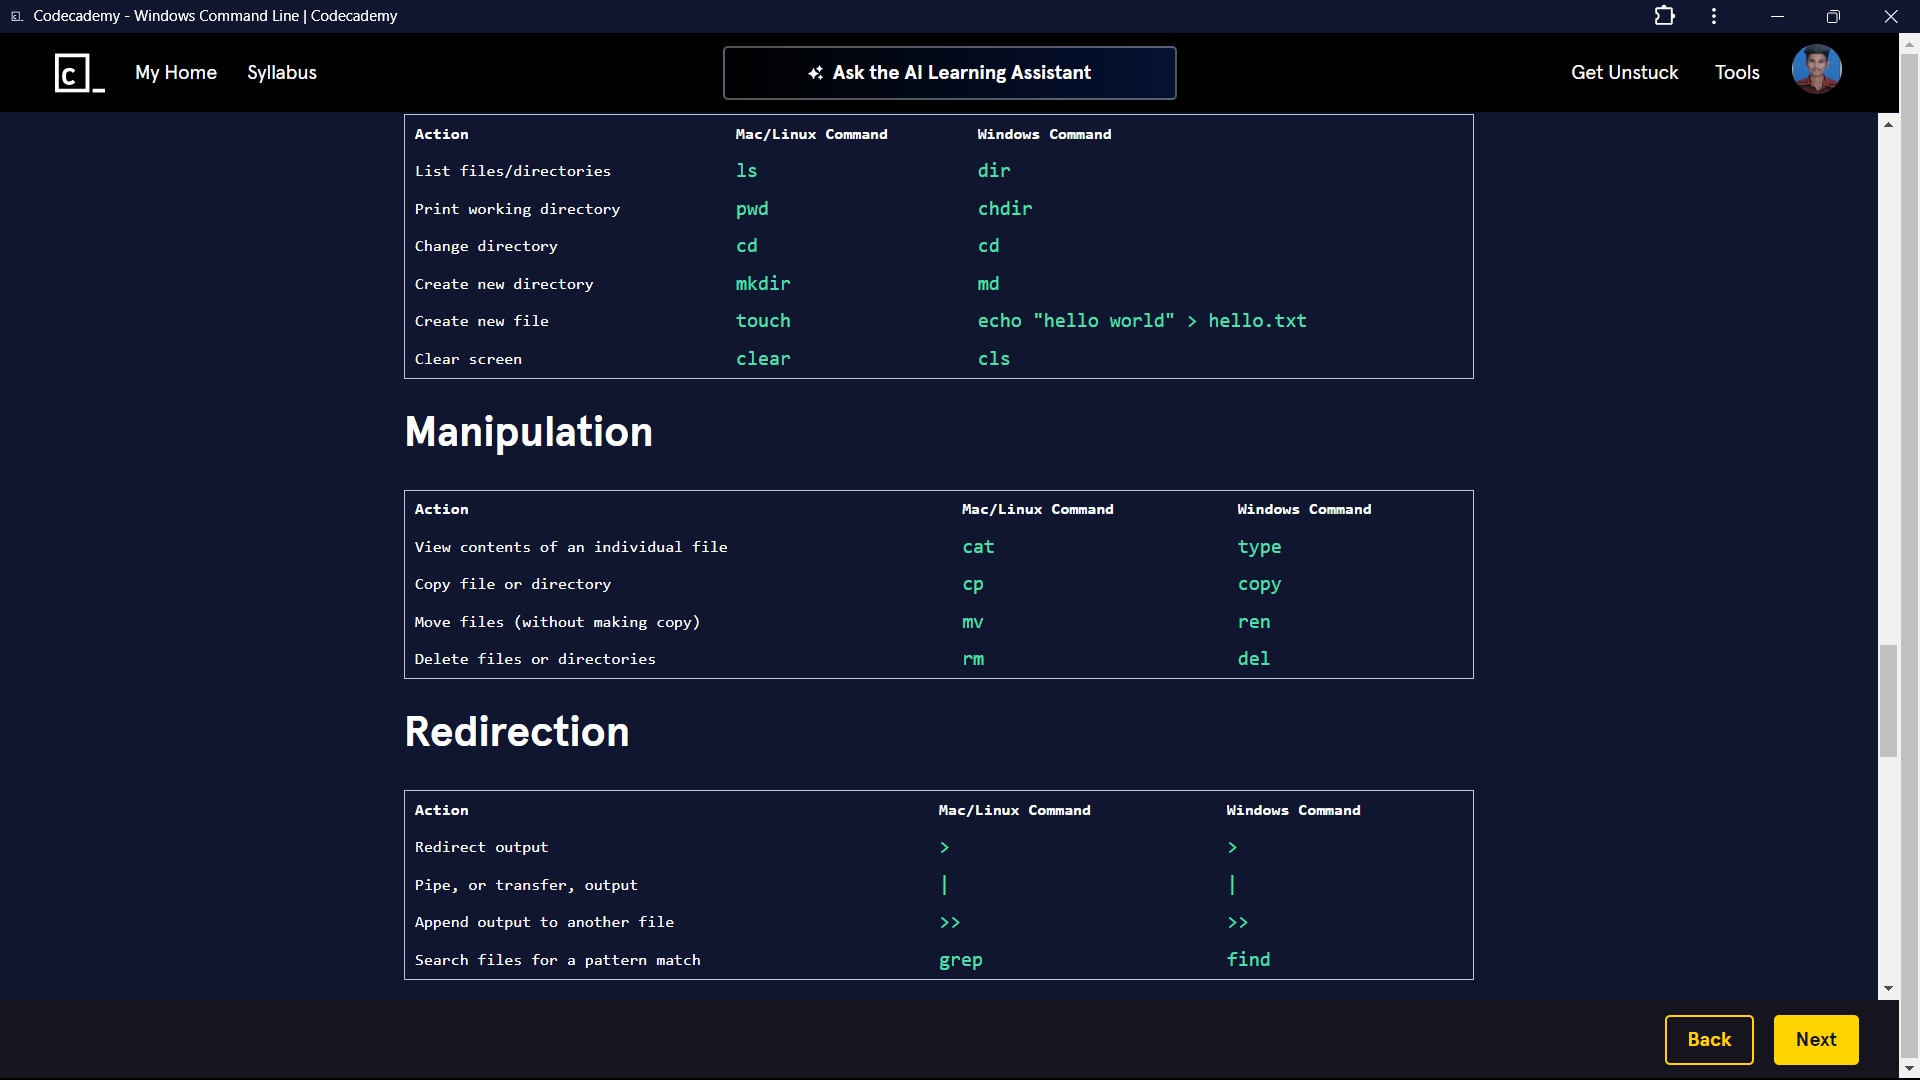 Codecademy - Windows Command Line | Codecademy
c_ My Home Syllabus Ask the AI Learning Assistant Get Unstuck Tools
Action Mac/Linux Command Windows Command
List files/directories ls dir
Print working directory pwd chdir
Change directory cd cd
Create new directory mkdir md
Create new file touch echo "hello world" > hello.txt
Clear screen clear cls
Manipulation
Action Mac/Linux Command Windows Command
View contents of an individual file cat type
Copy file or directory cp copy
Move files (without making copy) mv ren
Delete files or directories rm del
Redirection
Action Mac/Linux Command Windows Command
Redirect output > >
Pipe, or transfer, output | |
Append output to another file >> >>
Search files for a pattern match grep find
Back Next